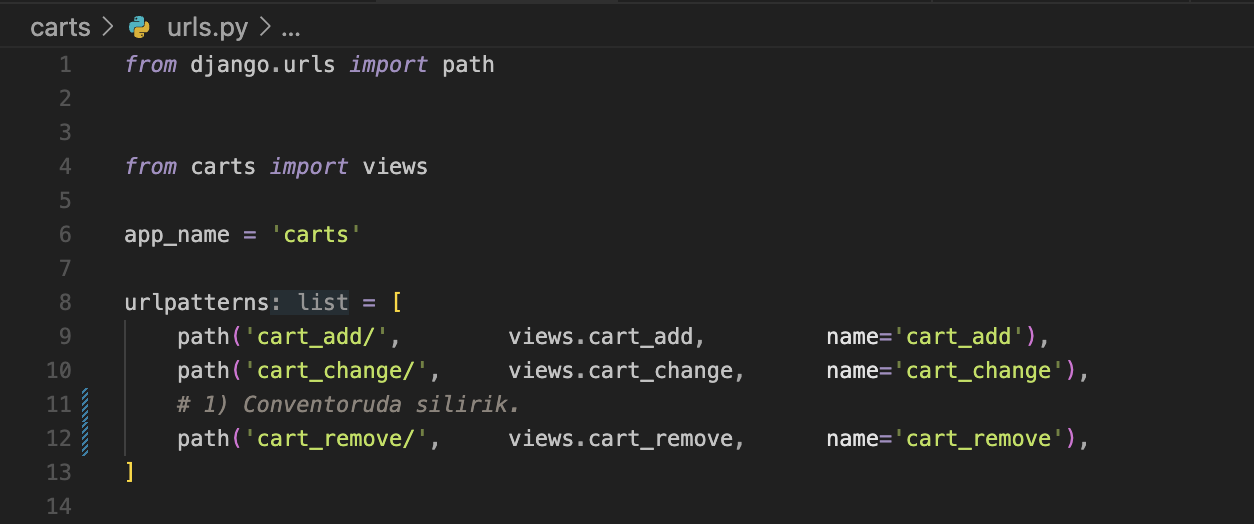 carts > urls.py > ...
1 from django.urls import path
2
3
4 from carts import views
5
6 app_name = 'carts'
7
8 urlpatterns: list = [
9 path('cart_add/', views.cart_add, name='cart_add'),
10 path('cart_change/', views.cart_change, name='cart_change'),
11 # 1) Conventoruda silirik.
12 path('cart_remove/', views.cart_remove, name='cart_remove'),
13 ]
14